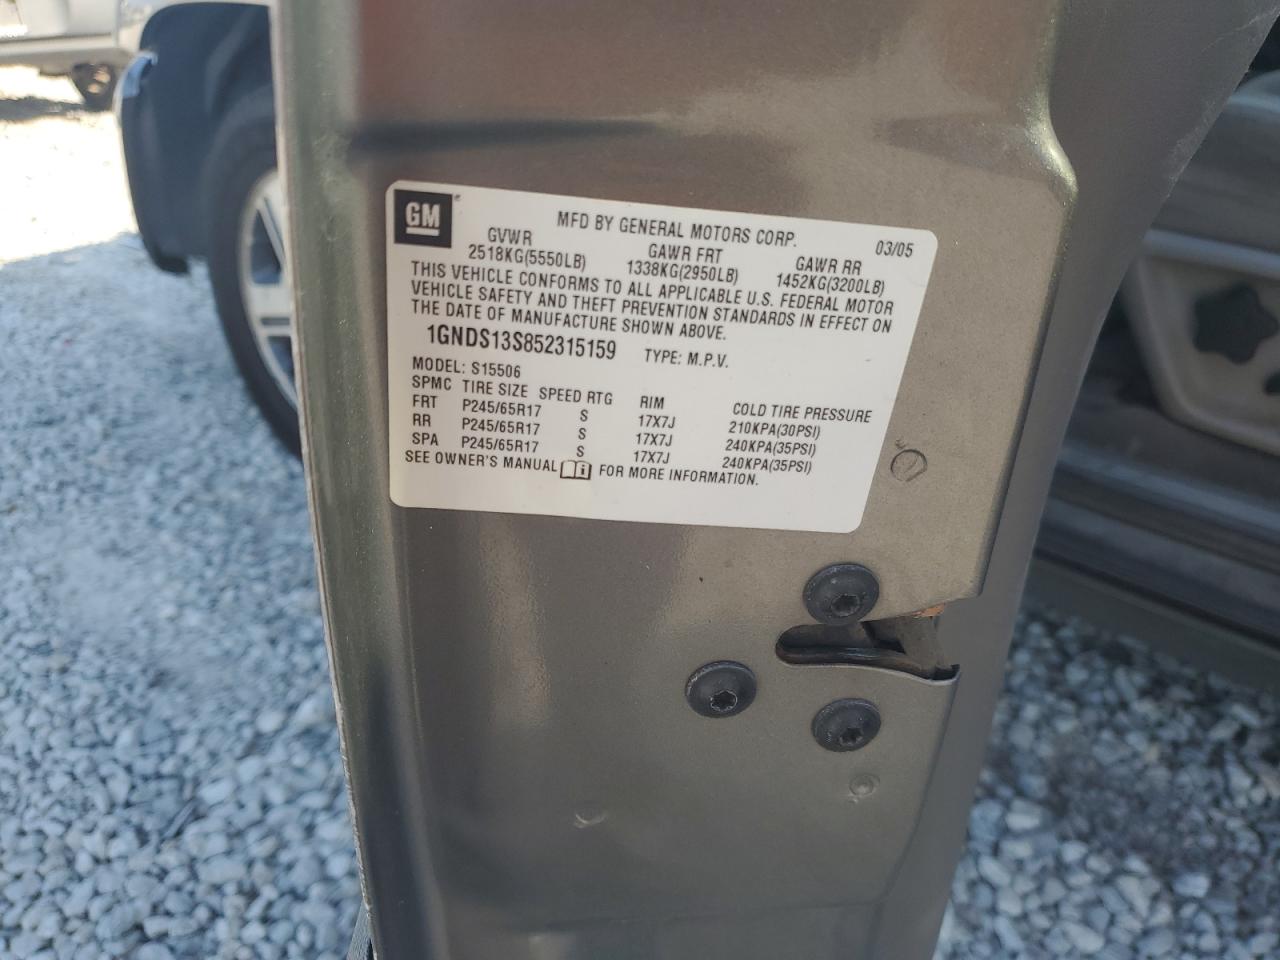 GM
MFD BY GENERAL MOTORS CORP. 03/05
GVWR GAWR FRT GAWR RR
2518KG(5550LB) 1338KG(2950LB) 1452KG(3200LB)
THIS VEHICLE CONFORMS TO ALL APPLICABLE U.S. FEDERAL MOTOR
VEHICLE SAFETY AND THEFT PREVENTION STANDARDS IN EFFECT ON
THE DATE OF MANUFACTURE SHOWN ABOVE.
1GNDS13S852315159 TYPE: M.P.V.
MODEL: S15506
SPMC TIRE SIZE SPEED RTG RIM COLD TIRE PRESSURE
FRT P245/65R17 S 17X7J 210KPA(30PSI)
RR P245/65R17 S 17X7J 240KPA(35PSI)
SPA P245/65R17 S 17X7J 240KPA(35PSI)
SEE OWNER'S MANUAL i FOR MORE INFORMATION.